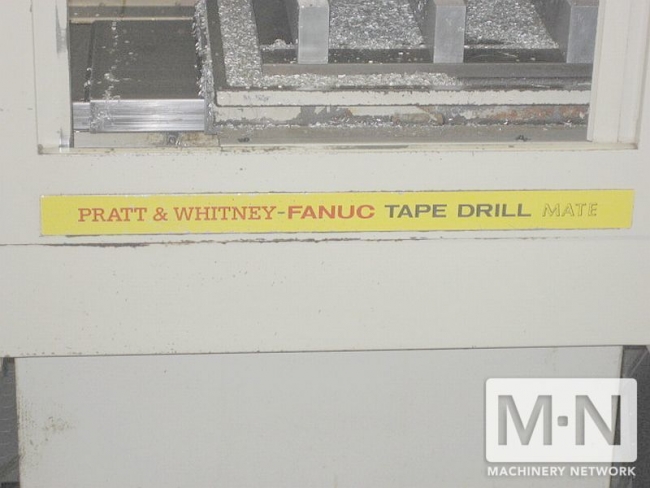 PRATT & WHITNEY-FANUC TAPE DRILL MATE
M·N
MACHINERY NETWORK